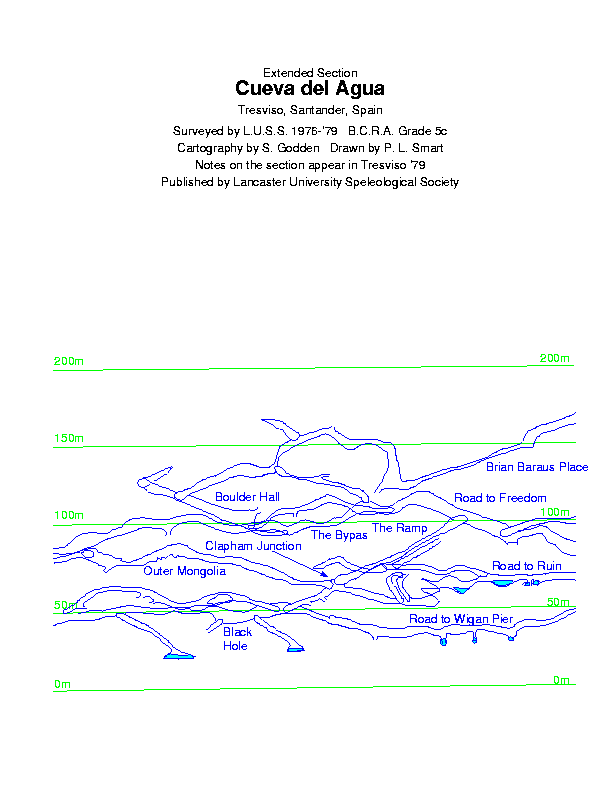 Extended Section
Cueva del Agua
Tresviso, Santander, Spain
Surveyed by L.U.S.S. 1976-'79 B.C.R.A. Grade 5c
Cartography by S. Godden Drawn by P. L. Smart
Notes on the section appear in Tresviso '79
Published by Lancaster University Speleological Society
200m 200m
150m
Brian Baraus Place
Boulder Hall Road to Freedom
100m 100m
The Bypas The Ramp
Clapham Junction
Outer Mongolia Road to Ruin
50m 50m
Road to Wigan Pier
Black
Hole
0m 0m